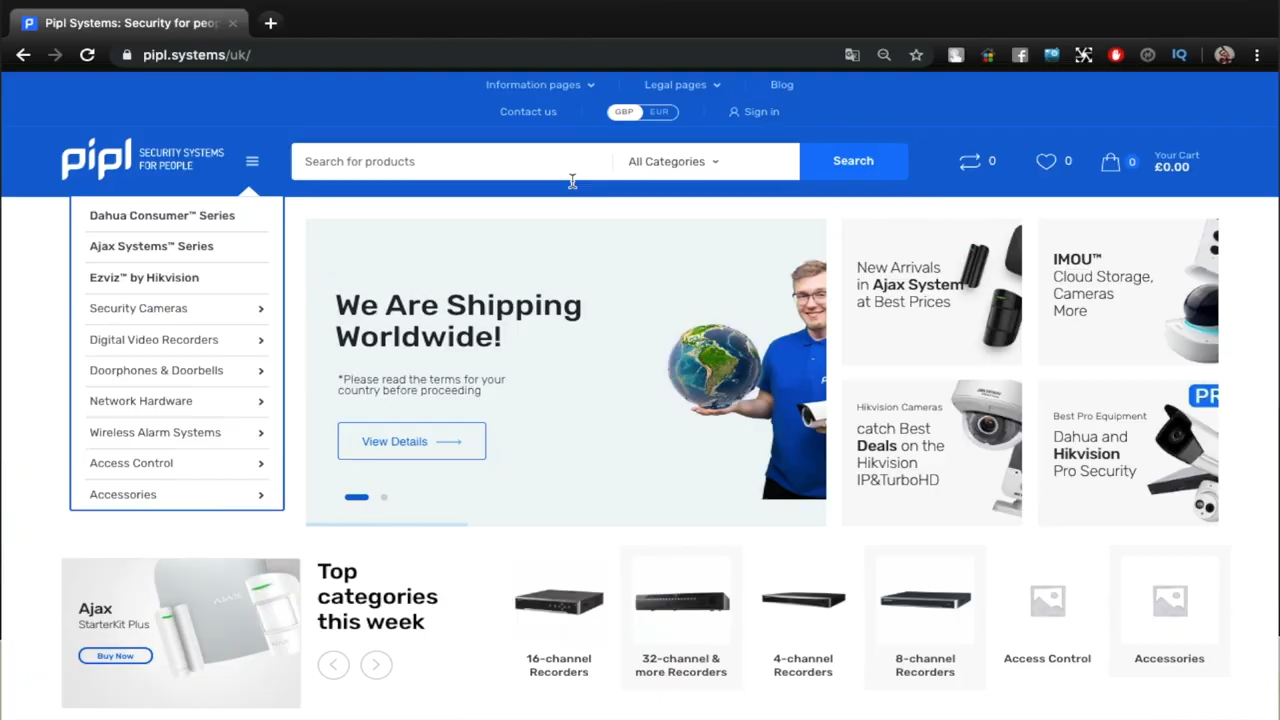 Pipl Systems: Security for peop
pipl.systems/uk/
Information pages
Legal pages
Blog
Contact us
GBP
EUR
Sign in
pipl
SECURITY SYSTEMS
FOR PEOPLE
Search for products
All Categories
Search
0
0
0
Your Cart
£0.00
Dahua Consumer™ Series
Ajax Systems™ Series
Ezviz™ by Hikvision
Security Cameras
Digital Video Recorders
Doorphones & Doorbells
Network Hardware
Wireless Alarm Systems
Access Control
Accessories
We Are Shipping
Worldwide!
*Please read the terms for your
country before proceeding
View Details
New Arrivals
in Ajax System
at Best Prices
IMOU™
Cloud Storage,
Cameras
More
Hikvision Cameras
catch Best
Deals on the
Hikvision
IP&TurboHD
Best Pro Equipment
Dahua and
Hikvision
Pro Security
PR
Ajax
StarterKit Plus
Buy Now
AJAX
Top
categories
this week
16-channel
Recorders
32-channel &
more Recorders
4-channel
Recorders
8-channel
Recorders
Access Control
Accessories
IQ